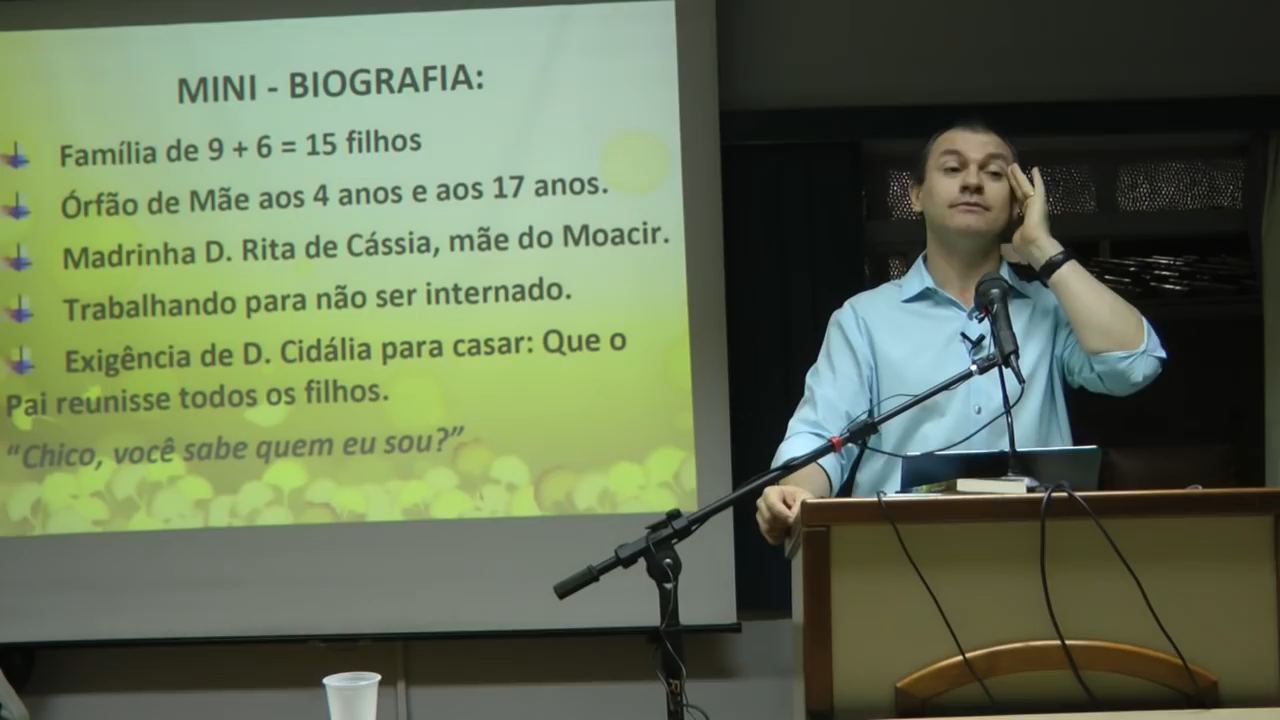 MINI - BIOGRAFIA:
Família de 9 + 6 = 15 filhos
Órfão de Mãe aos 4 anos e aos 17 anos.
Madrinha D. Rita de Cássia, mãe do Moacir.
Trabalhando para não ser internado.
Exigência de D. Cidália para casar: Que o
Pai reunisse todos os filhos.
“Chico, você sabe quem eu sou?”